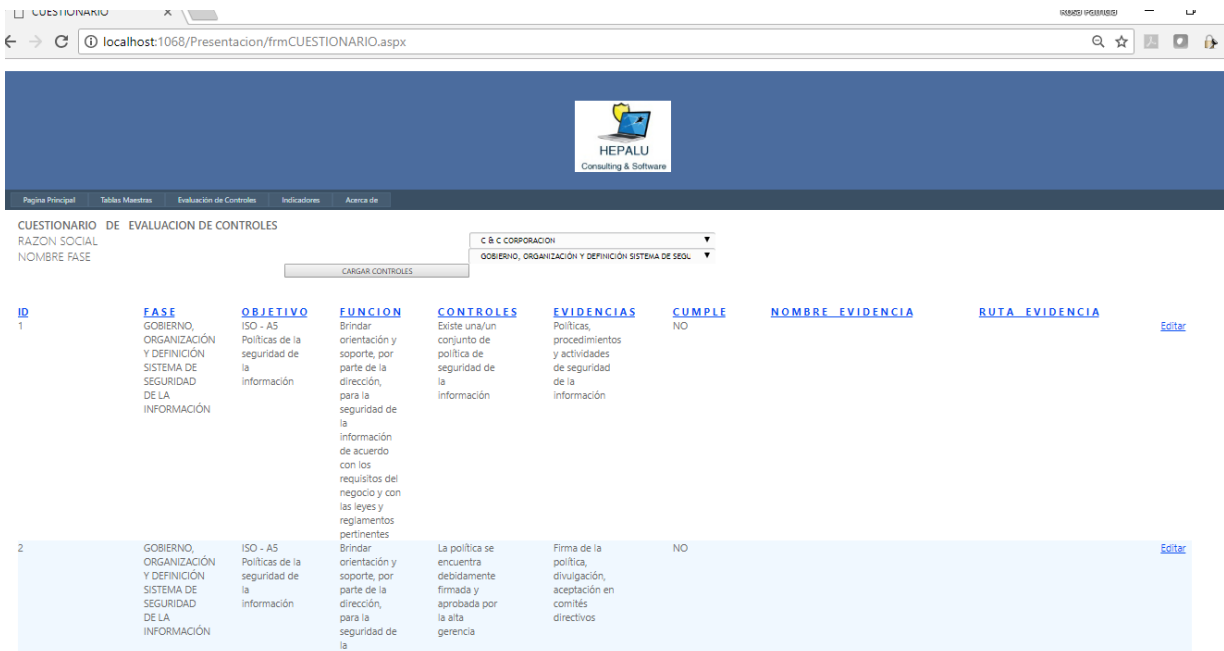 CUESTIONARIO
localhost:1068/Presentacion/frmCUESTIONARIO.aspx
HEPALU
Consulting & Software
Pagina Principal Tablas Maestras Evaluación de Controles Indicadores Acerca de
CUESTIONARIO DE EVALUACION DE CONTROLES
RAZON SOCIAL C & C CORPORACION
NOMBRE FASE GOBIERNO, ORGANIZACIÓN Y DEFINICIÓN SISTEMA DE SEGU
CARGAR CONTROLES
ID FASE OBJETIVO FUNCION CONTROLES EVIDENCIAS CUMPLE NOMBRE EVIDENCIA RUTA EVIDENCIA
1 GOBIERNO, ISO - A5 Brindar Existe una/un Políticas, NO Editar
ORGANIZACIÓN Políticas de la orientación y conjunto de procedimientos
Y DEFINICIÓN seguridad de soporte, por política de y actividades
SISTEMA DE la parte de la seguridad de de seguridad
SEGURIDAD información dirección, la de la
DE LA para la información información
INFORMACIÓN seguridad de
la
información
de acuerdo
con los
requisitos del
negocio y con
las leyes y
reglamentos
pertinentes
2 GOBIERNO, ISO - A5 Brindar La política se Firma de la NO Editar
ORGANIZACIÓN Políticas de la orientación y encuentra política,
Y DEFINICIÓN seguridad de soporte, por debidamente divulgación,
SISTEMA DE la parte de la firmada y aceptación en
SEGURIDAD información dirección, aprobada por comités
DE LA para la la alta directivos
INFORMACIÓN seguridad de gerencia
la